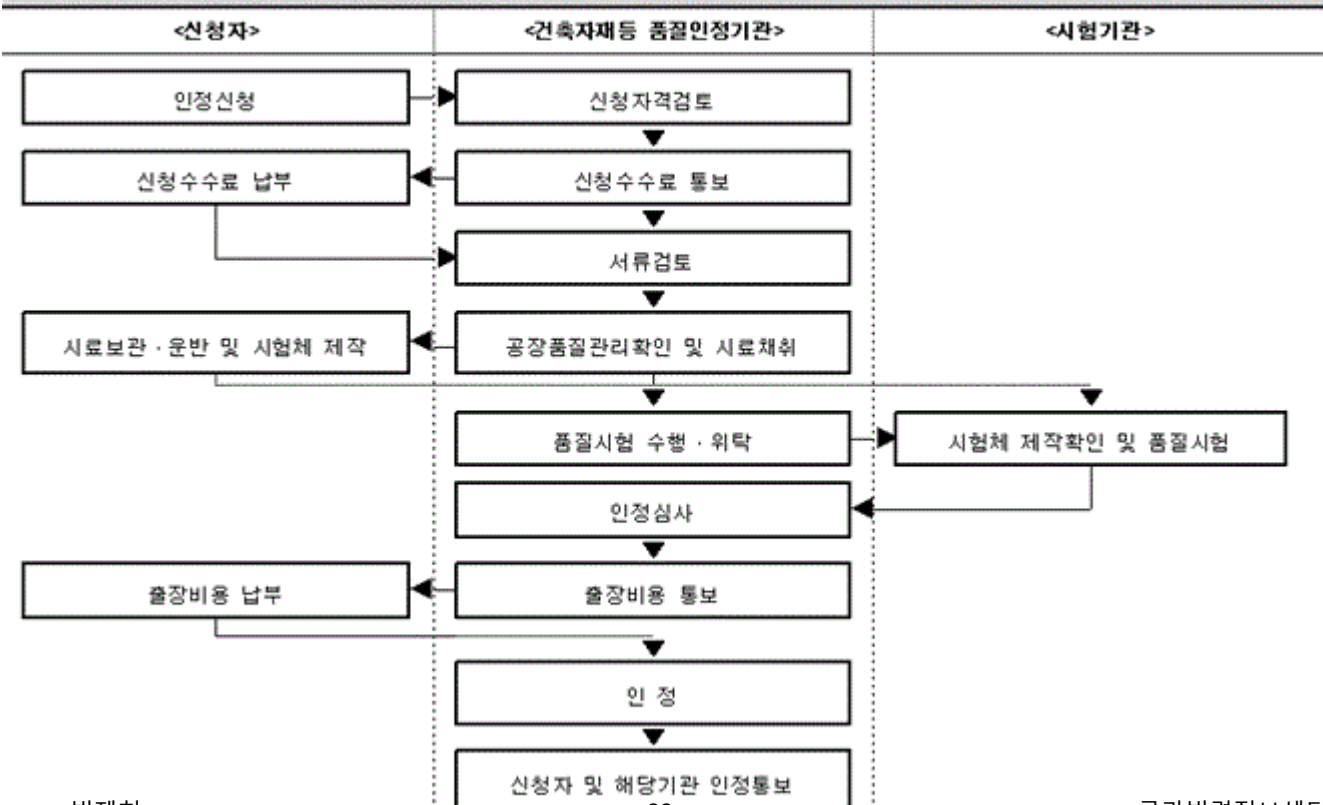 <신청자> <건축자재등 품질인정기관> <시험기관>
인정신청 신청자격검토
신청수수료 납부 신청수수료 통보
서류검토
시료보관·운반 및 시험체 제작 공장품질관리확인 및 시료채취
품질시험 수행·위탁 시험체 제작확인 및 품질시험
인정심사
출장비용 납부 출장비용 통보
인 정
신청자 및 해당기관 인정통보